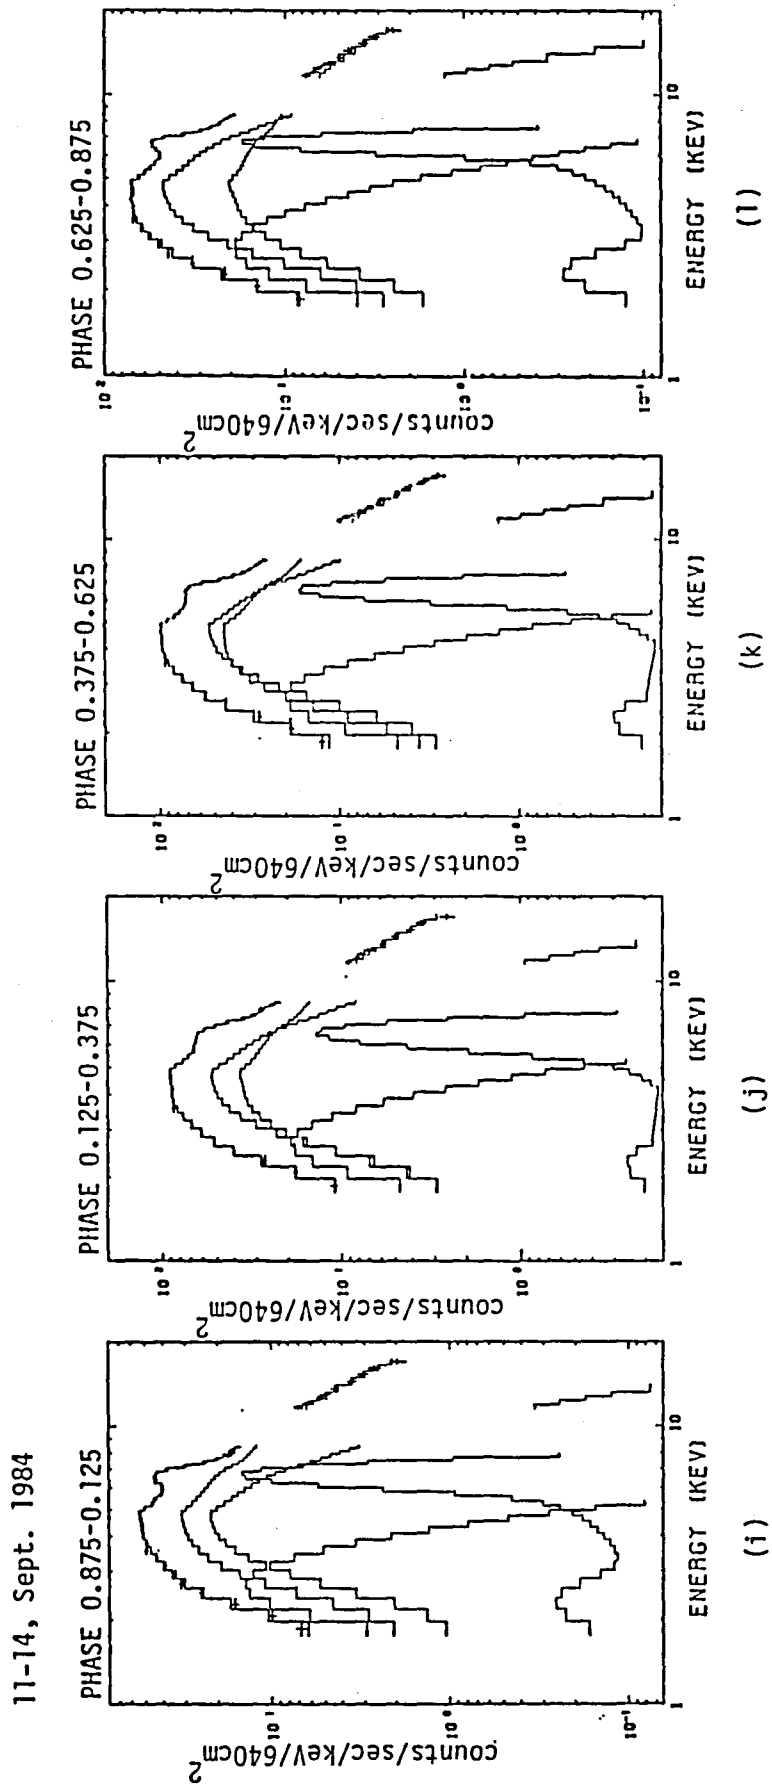 11-14, Sept. 1984
PHASE 0.875-0.125
counts/sec/keV/640cm²
10¹
10⁰
10⁻¹
1
10
ENERGY (KEV)
(i)
PHASE 0.125-0.375
counts/sec/keV/640cm²
10²
10¹
10⁰
1
10
ENERGY (KEV)
(j)
PHASE 0.375-0.625
counts/sec/keV/640cm²
10²
10¹
10⁰
1
10
ENERGY (KEV)
(k)
PHASE 0.625-0.875
counts/sec/keV/640cm²
10²
10¹
10⁰
10⁻¹
1
10
ENERGY (KEV)
(l)